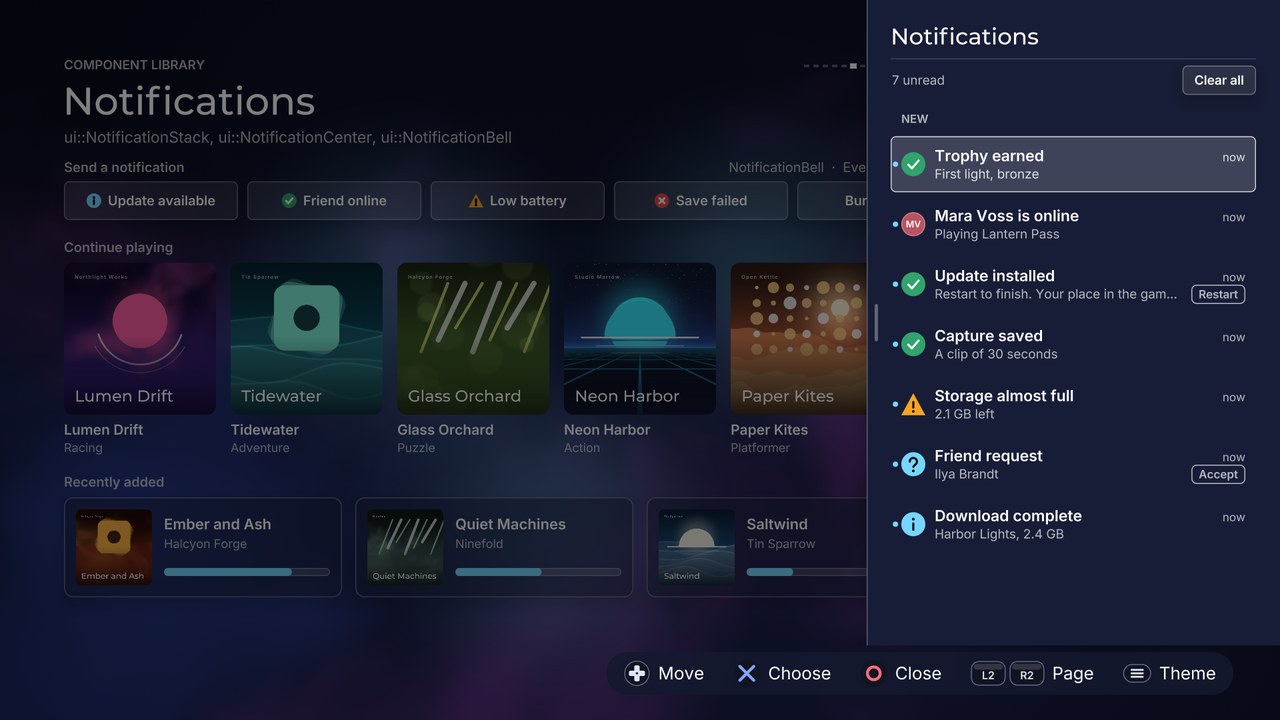 COMPONENT LIBRARY
Notifications
ui::NotificationStack, ui::NotificationCenter, ui::NotificationBell
Send a notification
NotificationBell · Eve
Update available
Friend online
Low battery
Save failed
Bur
Continue playing
Northlight Works
Lumen Drift
Tin Sparrow
Tidewater
Halcyon Forge
Glass Orchard
Studio Marrow
Neon Harbor
Open Kettle
Paper Kites
Lumen Drift
Racing
Tidewater
Adventure
Glass Orchard
Puzzle
Neon Harbor
Action
Paper Kites
Platformer
Recently added
Ember and Ash
Ember and Ash
Halcyon Forge
Quiet Machines
Quiet Machines
Ninefold
Saltwind
Saltwind
Tin Sparrow
Notifications
7 unread
Clear all
NEW
Trophy earned
now
First light, bronze
MV
Mara Voss is online
now
Playing Lantern Pass
Update installed
now
Restart to finish. Your place in the gam...
Restart
Capture saved
now
A clip of 30 seconds
Storage almost full
now
2.1 GB left
Friend request
now
Ilya Brandt
Accept
Download complete
now
Harbor Lights, 2.4 GB
Move
Choose
Close
L2
R2
Page
Theme